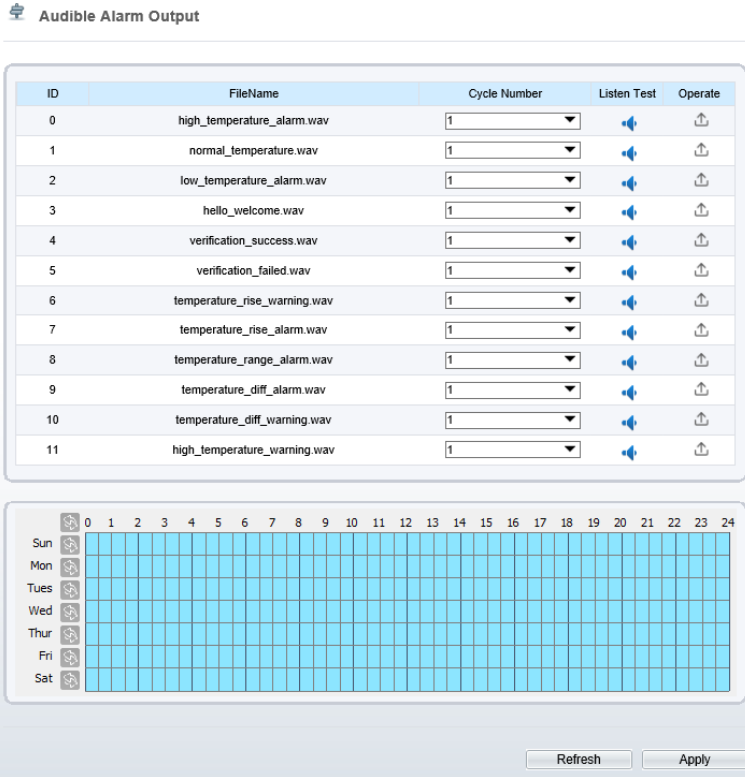 Audible Alarm Output
ID FileName Cycle Number Listen Test Operate
0 high_temperature_alarm.wav 1
1 normal_temperature.wav 1
2 low_temperature_alarm.wav 1
3 hello_welcome.wav 1
4 verification_success.wav 1
5 verification_failed.wav 1
6 temperature_rise_warning.wav 1
7 temperature_rise_alarm.wav 1
8 temperature_range_alarm.wav 1
9 temperature_diff_alarm.wav 1
10 temperature_diff_warning.wav 1
11 high_temperature_warning.wav 1
0 1 2 3 4 5 6 7 8 9 10 11 12 13 14 15 16 17 18 19 20 21 22 23 24
Sun
Mon
Tues
Wed
Thur
Fri
Sat
Refresh Apply